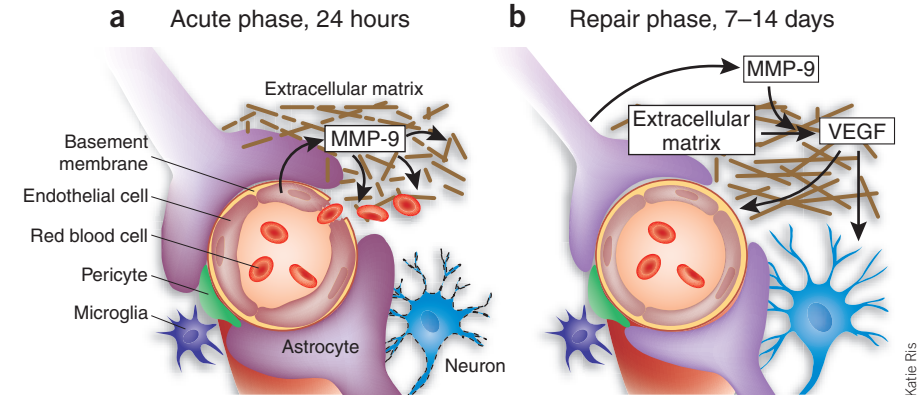 a Acute phase, 24 hours
Extracellular matrix
MMP-9
Basement
membrane
Endothelial cell
Red blood cell
Pericyte
Microglia
Astrocyte
Neuron
b Repair phase, 7–14 days
MMP-9
Extracellular
matrix
VEGF
Katie Ris